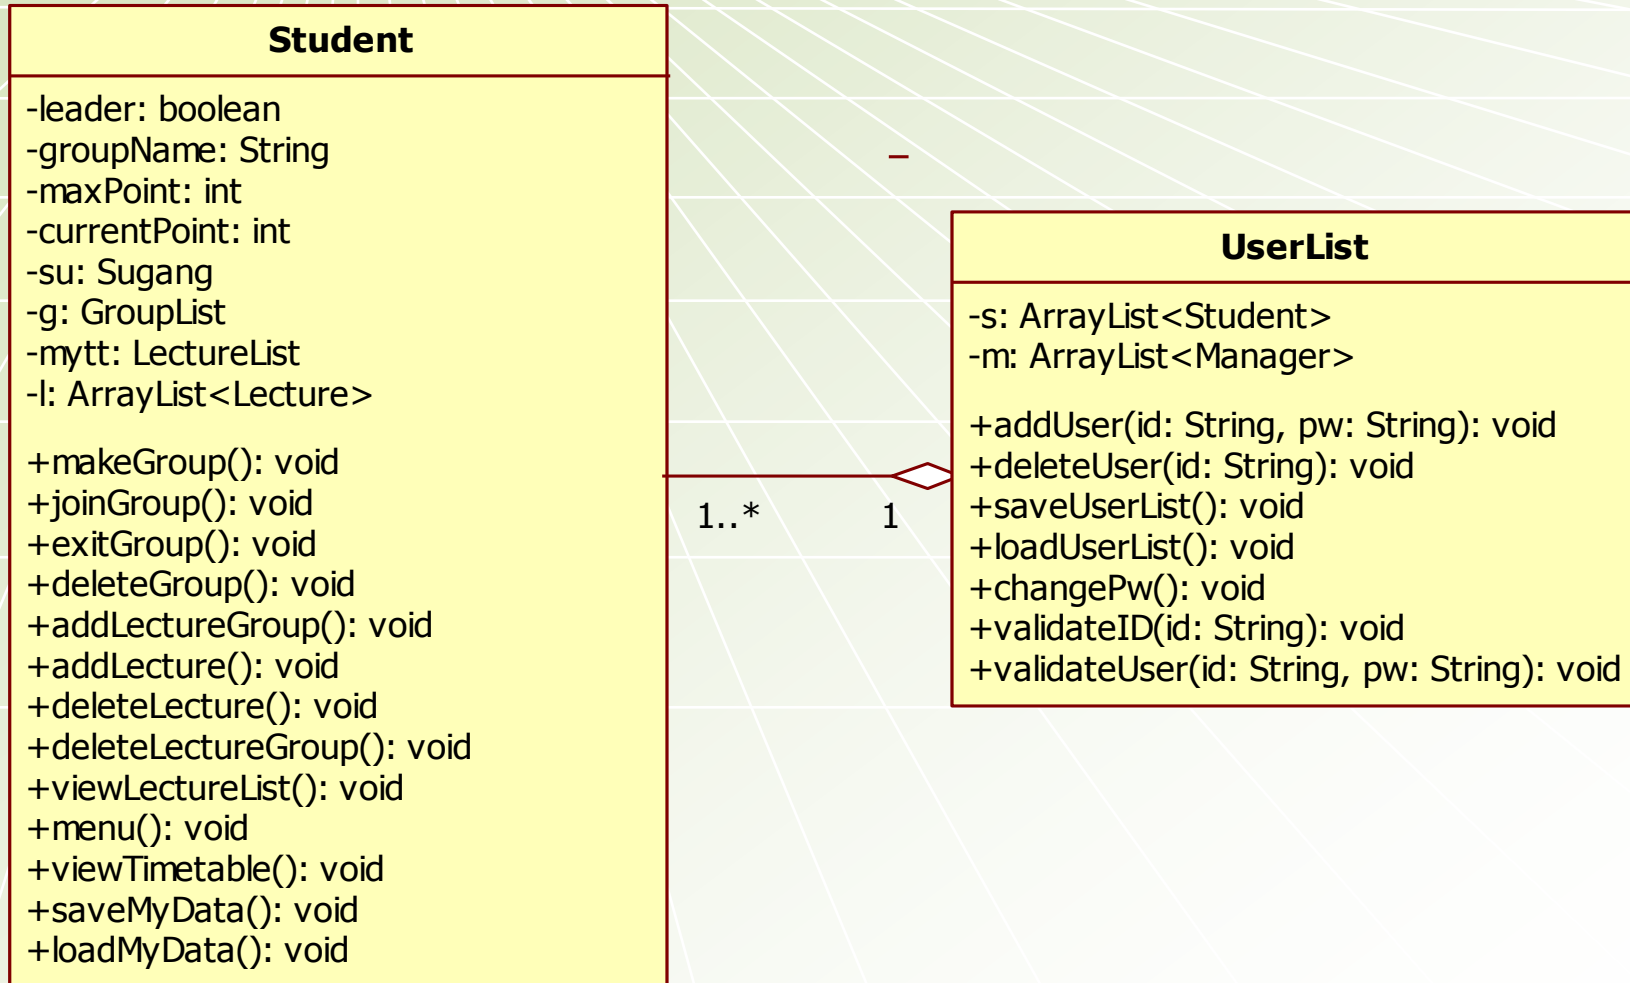 Student
-leader: boolean
-groupName: String
-maxPoint: int
-currentPoint: int
-su: Sugang
-g: GroupList
-mytt: LectureList
-l: ArrayList<Lecture>
+makeGroup(): void
+joinGroup(): void
+exitGroup(): void
+deleteGroup(): void
+addLectureGroup(): void
+addLecture(): void
+deleteLecture(): void
+deleteLectureGroup(): void
+viewLectureList(): void
+menu(): void
+viewTimetable(): void
+saveMyData(): void
+loadMyData(): void
1..* 1
UserList
-s: ArrayList<Student>
-m: ArrayList<Manager>
+addUser(id: String, pw: String): void
+deleteUser(id: String): void
+saveUserList(): void
+loadUserList(): void
+changePw(): void
+validateID(id: String): void
+validateUser(id: String, pw: String): void